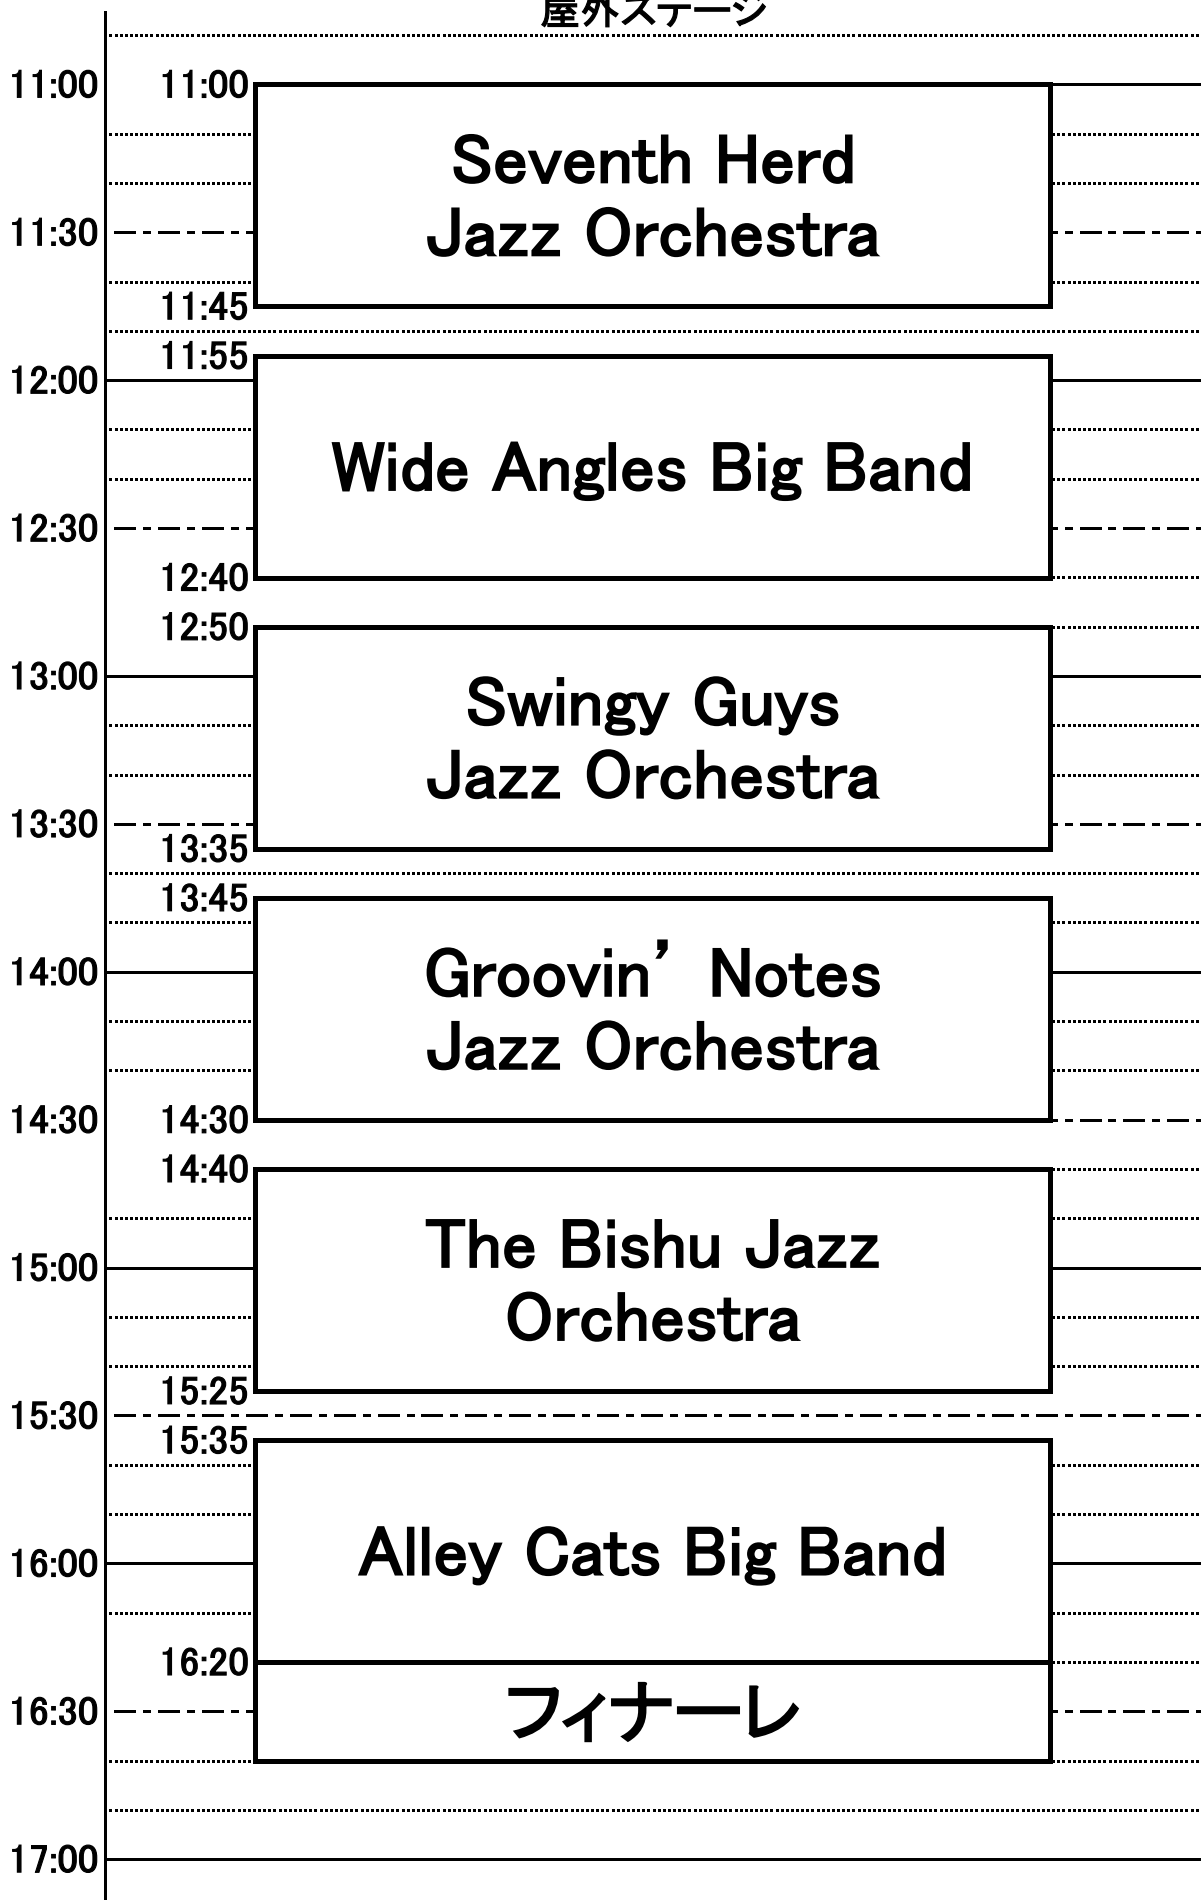 屋外ステージ
11:00
11:00
Seventh Herd
Jazz Orchestra
11:30
11:45
11:55
12:00
Wide Angles Big Band
12:30
12:40
12:50
13:00
Swingy Guys
Jazz Orchestra
13:30
13:35
13:45
14:00
Groovin’ Notes
Jazz Orchestra
14:30
14:30
14:40
The Bishu Jazz
15:00
Orchestra
15:25
15:30
15:35
Alley Cats Big Band
16:00
16:20
フィナーレ
16:30
17:00